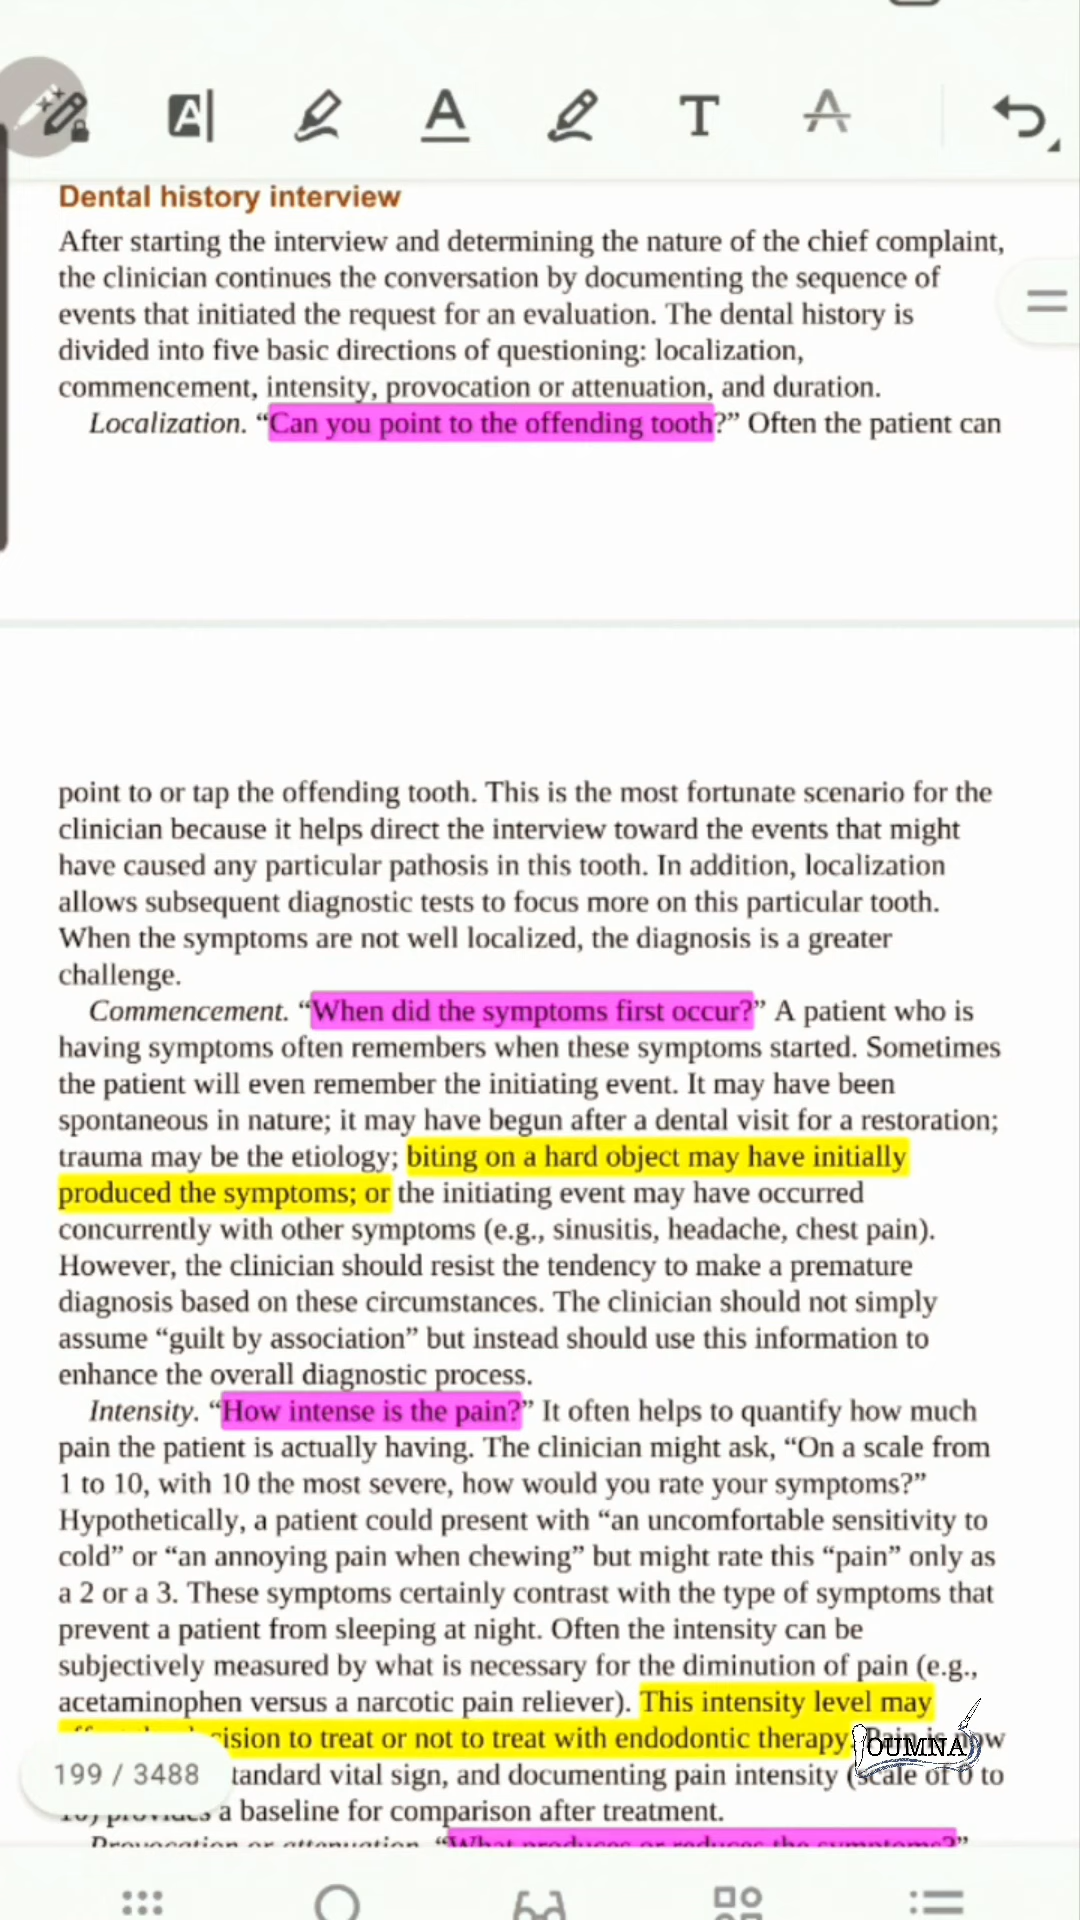 Dental history interview
After starting the interview and determining the nature of the chief complaint,
the clinician continues the conversation by documenting the sequence of
events that initiated the request for an evaluation. The dental history is
divided into five basic directions of questioning: localization,
commencement, intensity, provocation or attenuation, and duration.
Localization. “Can you point to the offending tooth?” Often the patient can
point to or tap the offending tooth. This is the most fortunate scenario for the
clinician because it helps direct the interview toward the events that might
have caused any particular pathosis in this tooth. In addition, localization
allows subsequent diagnostic tests to focus more on this particular tooth.
When the symptoms are not well localized, the diagnosis is a greater
challenge.
Commencement. “When did the symptoms first occur?” A patient who is
having symptoms often remembers when these symptoms started. Sometimes
the patient will even remember the initiating event. It may have been
spontaneous in nature; it may have begun after a dental visit for a restoration;
trauma may be the etiology; biting on a hard object may have initially
produced the symptoms; or the initiating event may have occurred
concurrently with other symptoms (e.g., sinusitis, headache, chest pain).
However, the clinician should resist the tendency to make a premature
diagnosis based on these circumstances. The clinician should not simply
assume “guilt by association” but instead should use this information to
enhance the overall diagnostic process.
Intensity. “How intense is the pain?” It often helps to quantify how much
pain the patient is actually having. The clinician might ask, “On a scale from
1 to 10, with 10 the most severe, how would you rate your symptoms?”
Hypothetically, a patient could present with “an uncomfortable sensitivity to
cold” or “an annoying pain when chewing” but might rate this “pain” only as
a 2 or a 3. These symptoms certainly contrast with the type of symptoms that
prevent a patient from sleeping at night. Often the intensity can be
subjectively measured by what is necessary for the diminution of pain (e.g.,
acetaminophen versus a narcotic pain reliever). This intensity level may
cision to treat or not to treat with endodontic therapy. Pain is now
OUMNA
199 / 3488
tandard vital sign, and documenting pain intensity (scale of 0 to
10) provides a baseline for comparison after treatment.
Provocation or attenuation. “What produces or reduces the symptoms?”